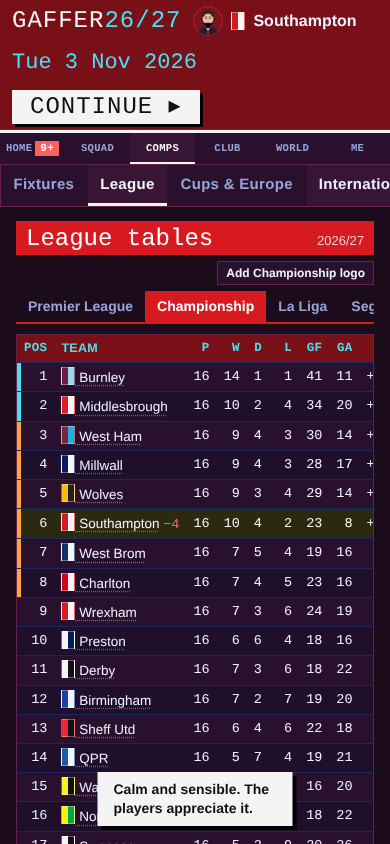 GAFFER26/27 Southampton
Tue 3 Nov 2026
CONTINUE ►
HOME 9+ SQUAD COMPS CLUB WORLD ME
Fixtures League Cups & Europe Internatio
League tables 2026/27
Add Championship logo
Premier League Championship La Liga
POS TEAM P W D L GF GA
1 Burnley 16 14 1 1 41 11 +
2 Middlesbrough 16 10 2 4 34 20 +
3 West Ham 16 9 4 3 30 14 +
4 Millwall 16 9 4 3 28 17 +
5 Wolves 16 9 3 4 29 14 +
6 Southampton −4 16 10 4 2 23 8 +
7 West Brom 16 7 5 4 19 16
8 Charlton 16 7 4 5 23 16
9 Wrexham 16 7 3 6 24 19
10 Preston 16 6 6 4 18 16
11 Derby 16 7 3 6 18 22
12 Birmingham 16 7 2 7 19 20
13 Sheff Utd 16 6 4 6 22 18
14 QPR 16 5 7 4 19 21
15 Wa 16 20
16 No 18 22
Calm and sensible. The
players appreciate it.